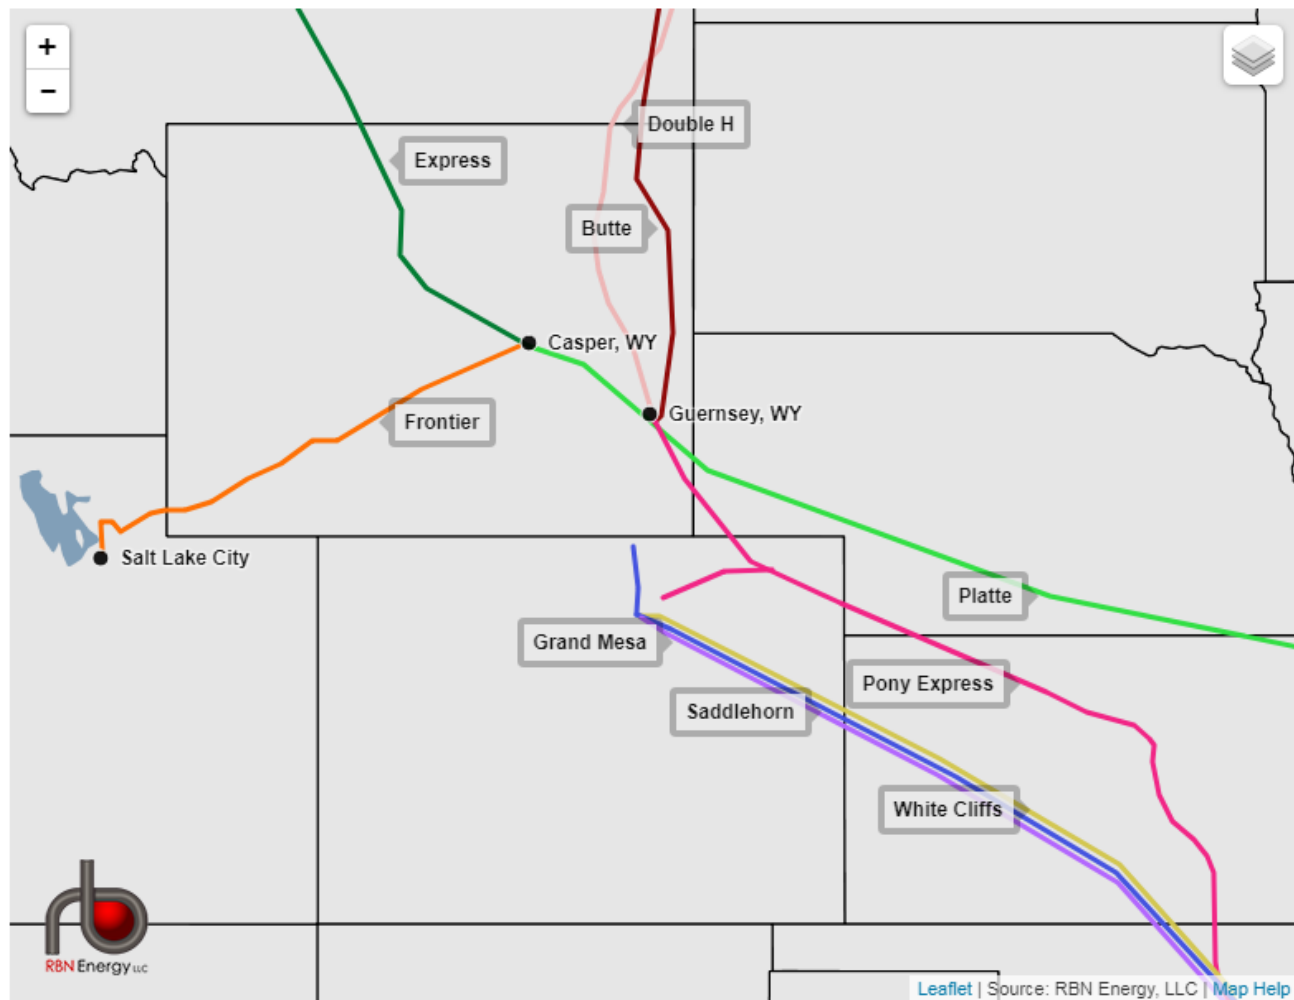 +
−
Double H
Express
Butte
Casper, WY
Guernsey, WY
Frontier
Salt Lake City
Platte
Grand Mesa
Pony Express
Saddlehorn
White Cliffs
RBN Energy LLC
Leaflet | Source: RBN Energy, LLC | Map Help